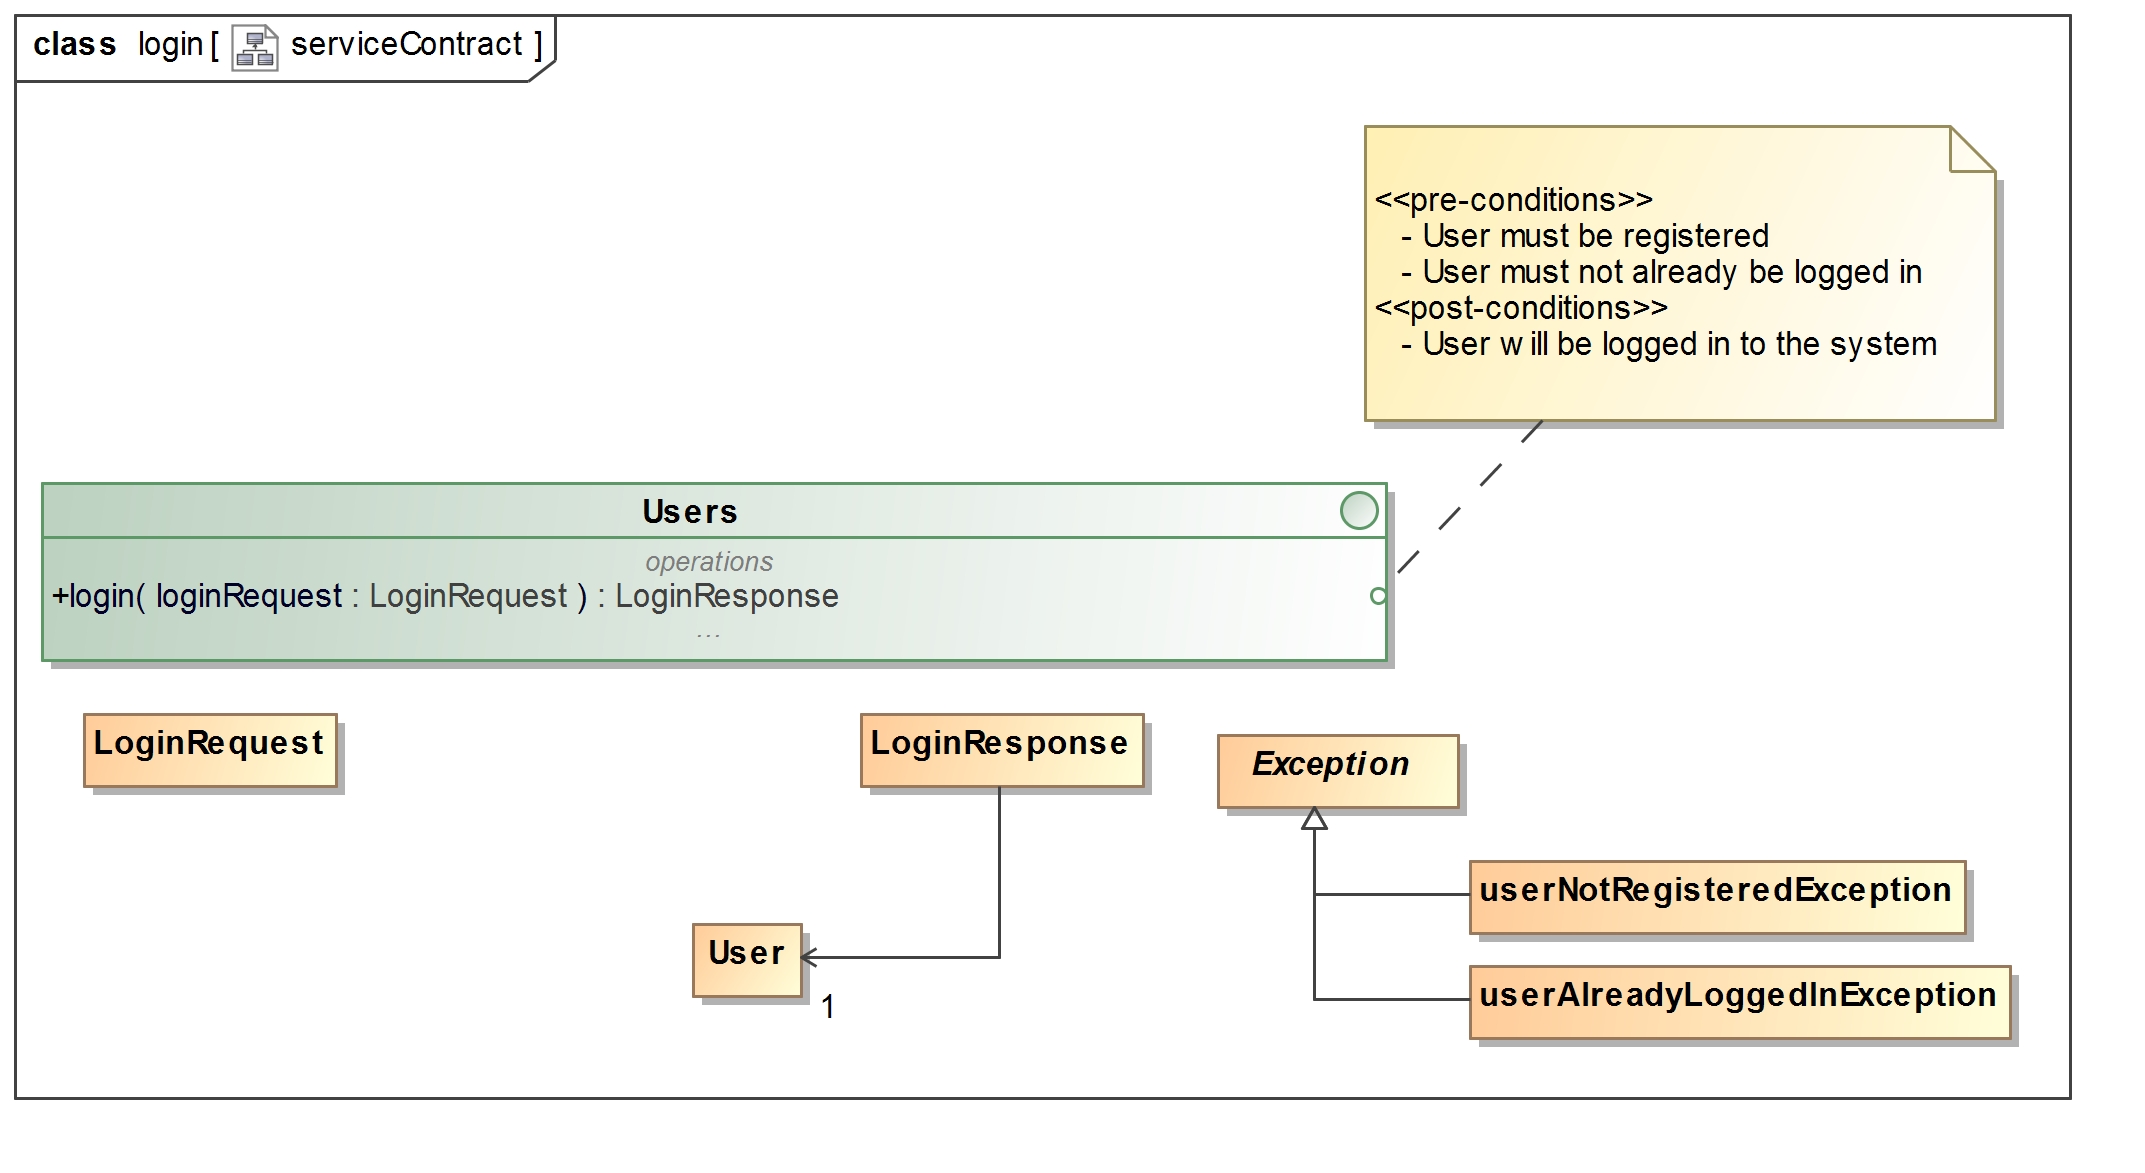 class login [ serviceContract ]
<<pre-conditions>>
- User must be registered
- User must not already be logged in
<<post-conditions>>
- User will be logged in to the system
Users
operations
+login( loginRequest : LoginRequest ) : LoginResponse
...
LoginRequest
LoginResponse
Exception
userNotRegisteredException
User
userAlreadyLoggedInException
1